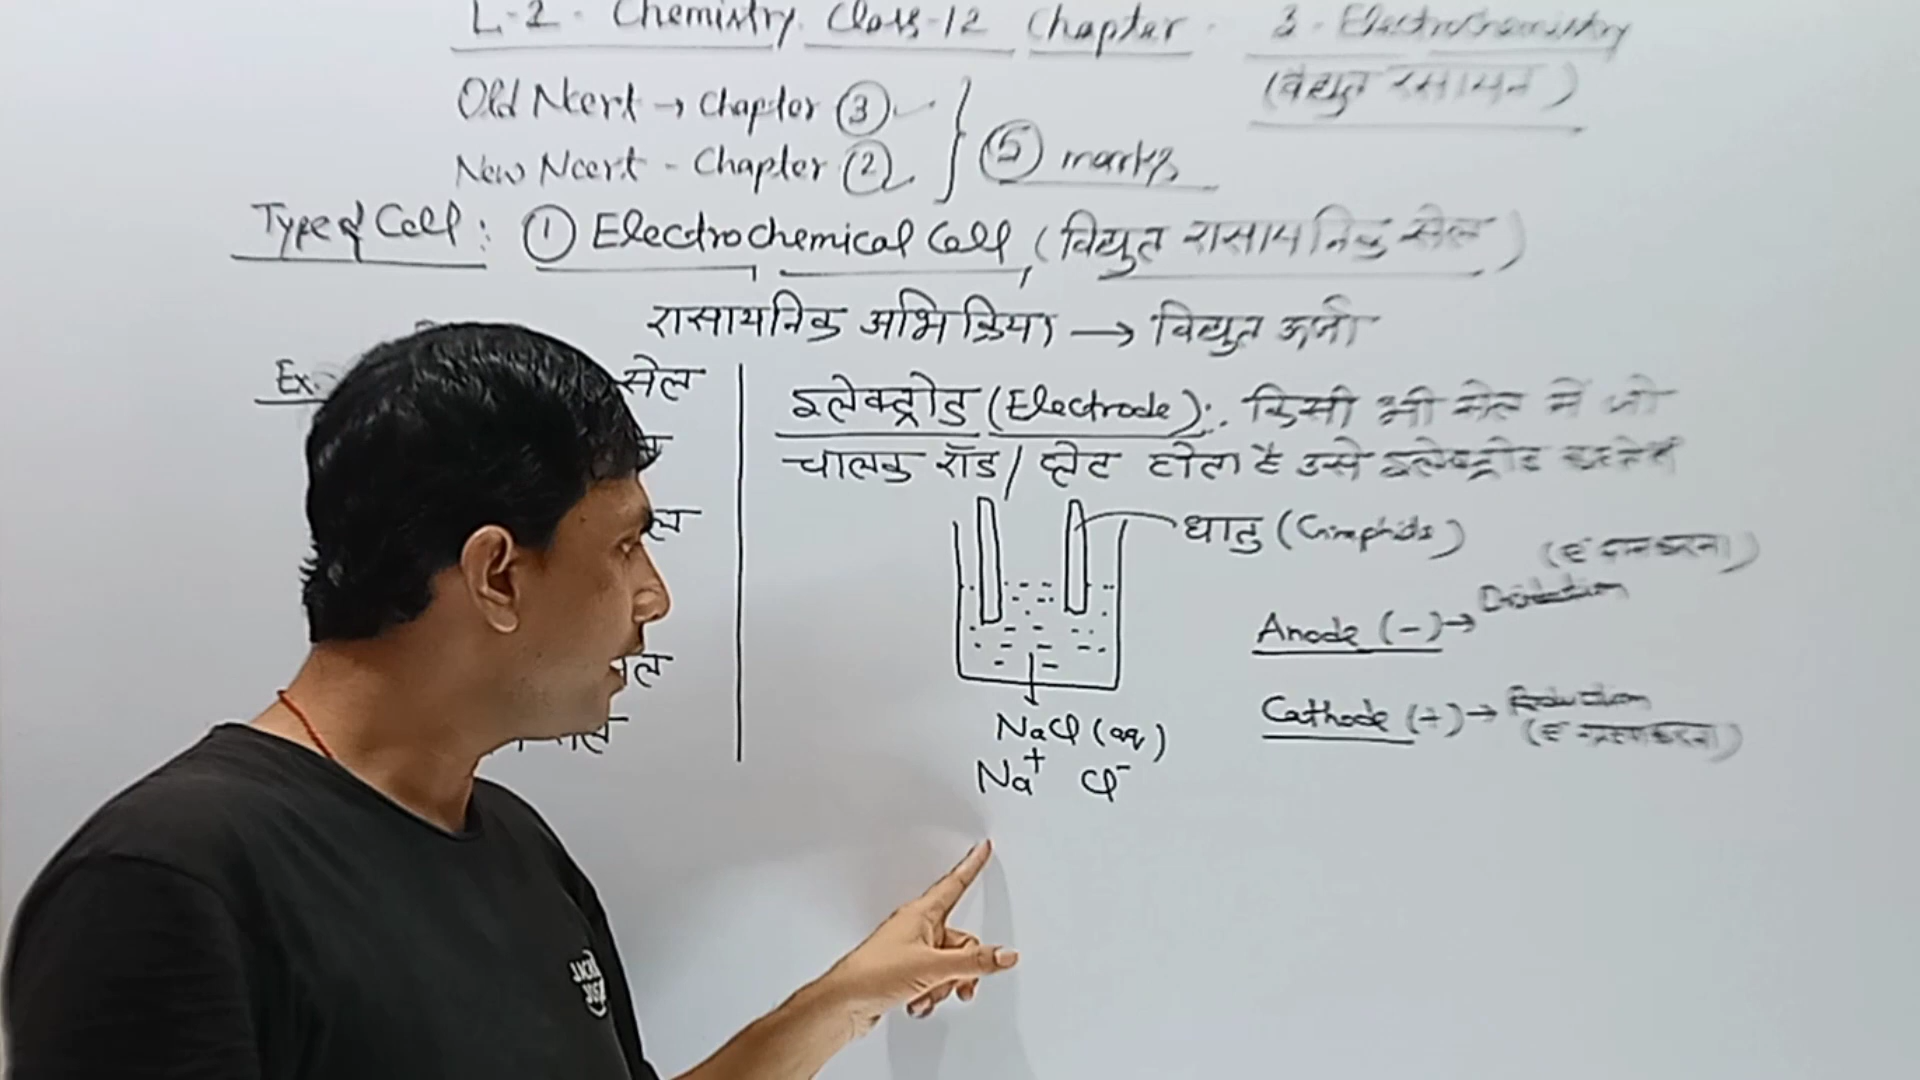 L-2. Chemistry. Class-12 Chapter. 3. Electrochemistry
(वैद्युत रसायन)
Old Ncert → Chapter ③
New Ncert - Chapter ②
⑤ marks
Type of Cell: ① Electrochemical Cell (विद्युत रासायनिक सेल)
रासायनिक अभिक्रिया → विद्युत ऊर्जा
Ex.
सेल
इलेक्ट्रोड (Electrode): किसी भी सेल में जो
चालक रॉड / प्लेट होता है उसे इलेक्ट्रोड कहते हैं
धातु
NaCl (aq)
Na⁺ Cl⁻
Anode (-) →
Cathode (+) → Reduction